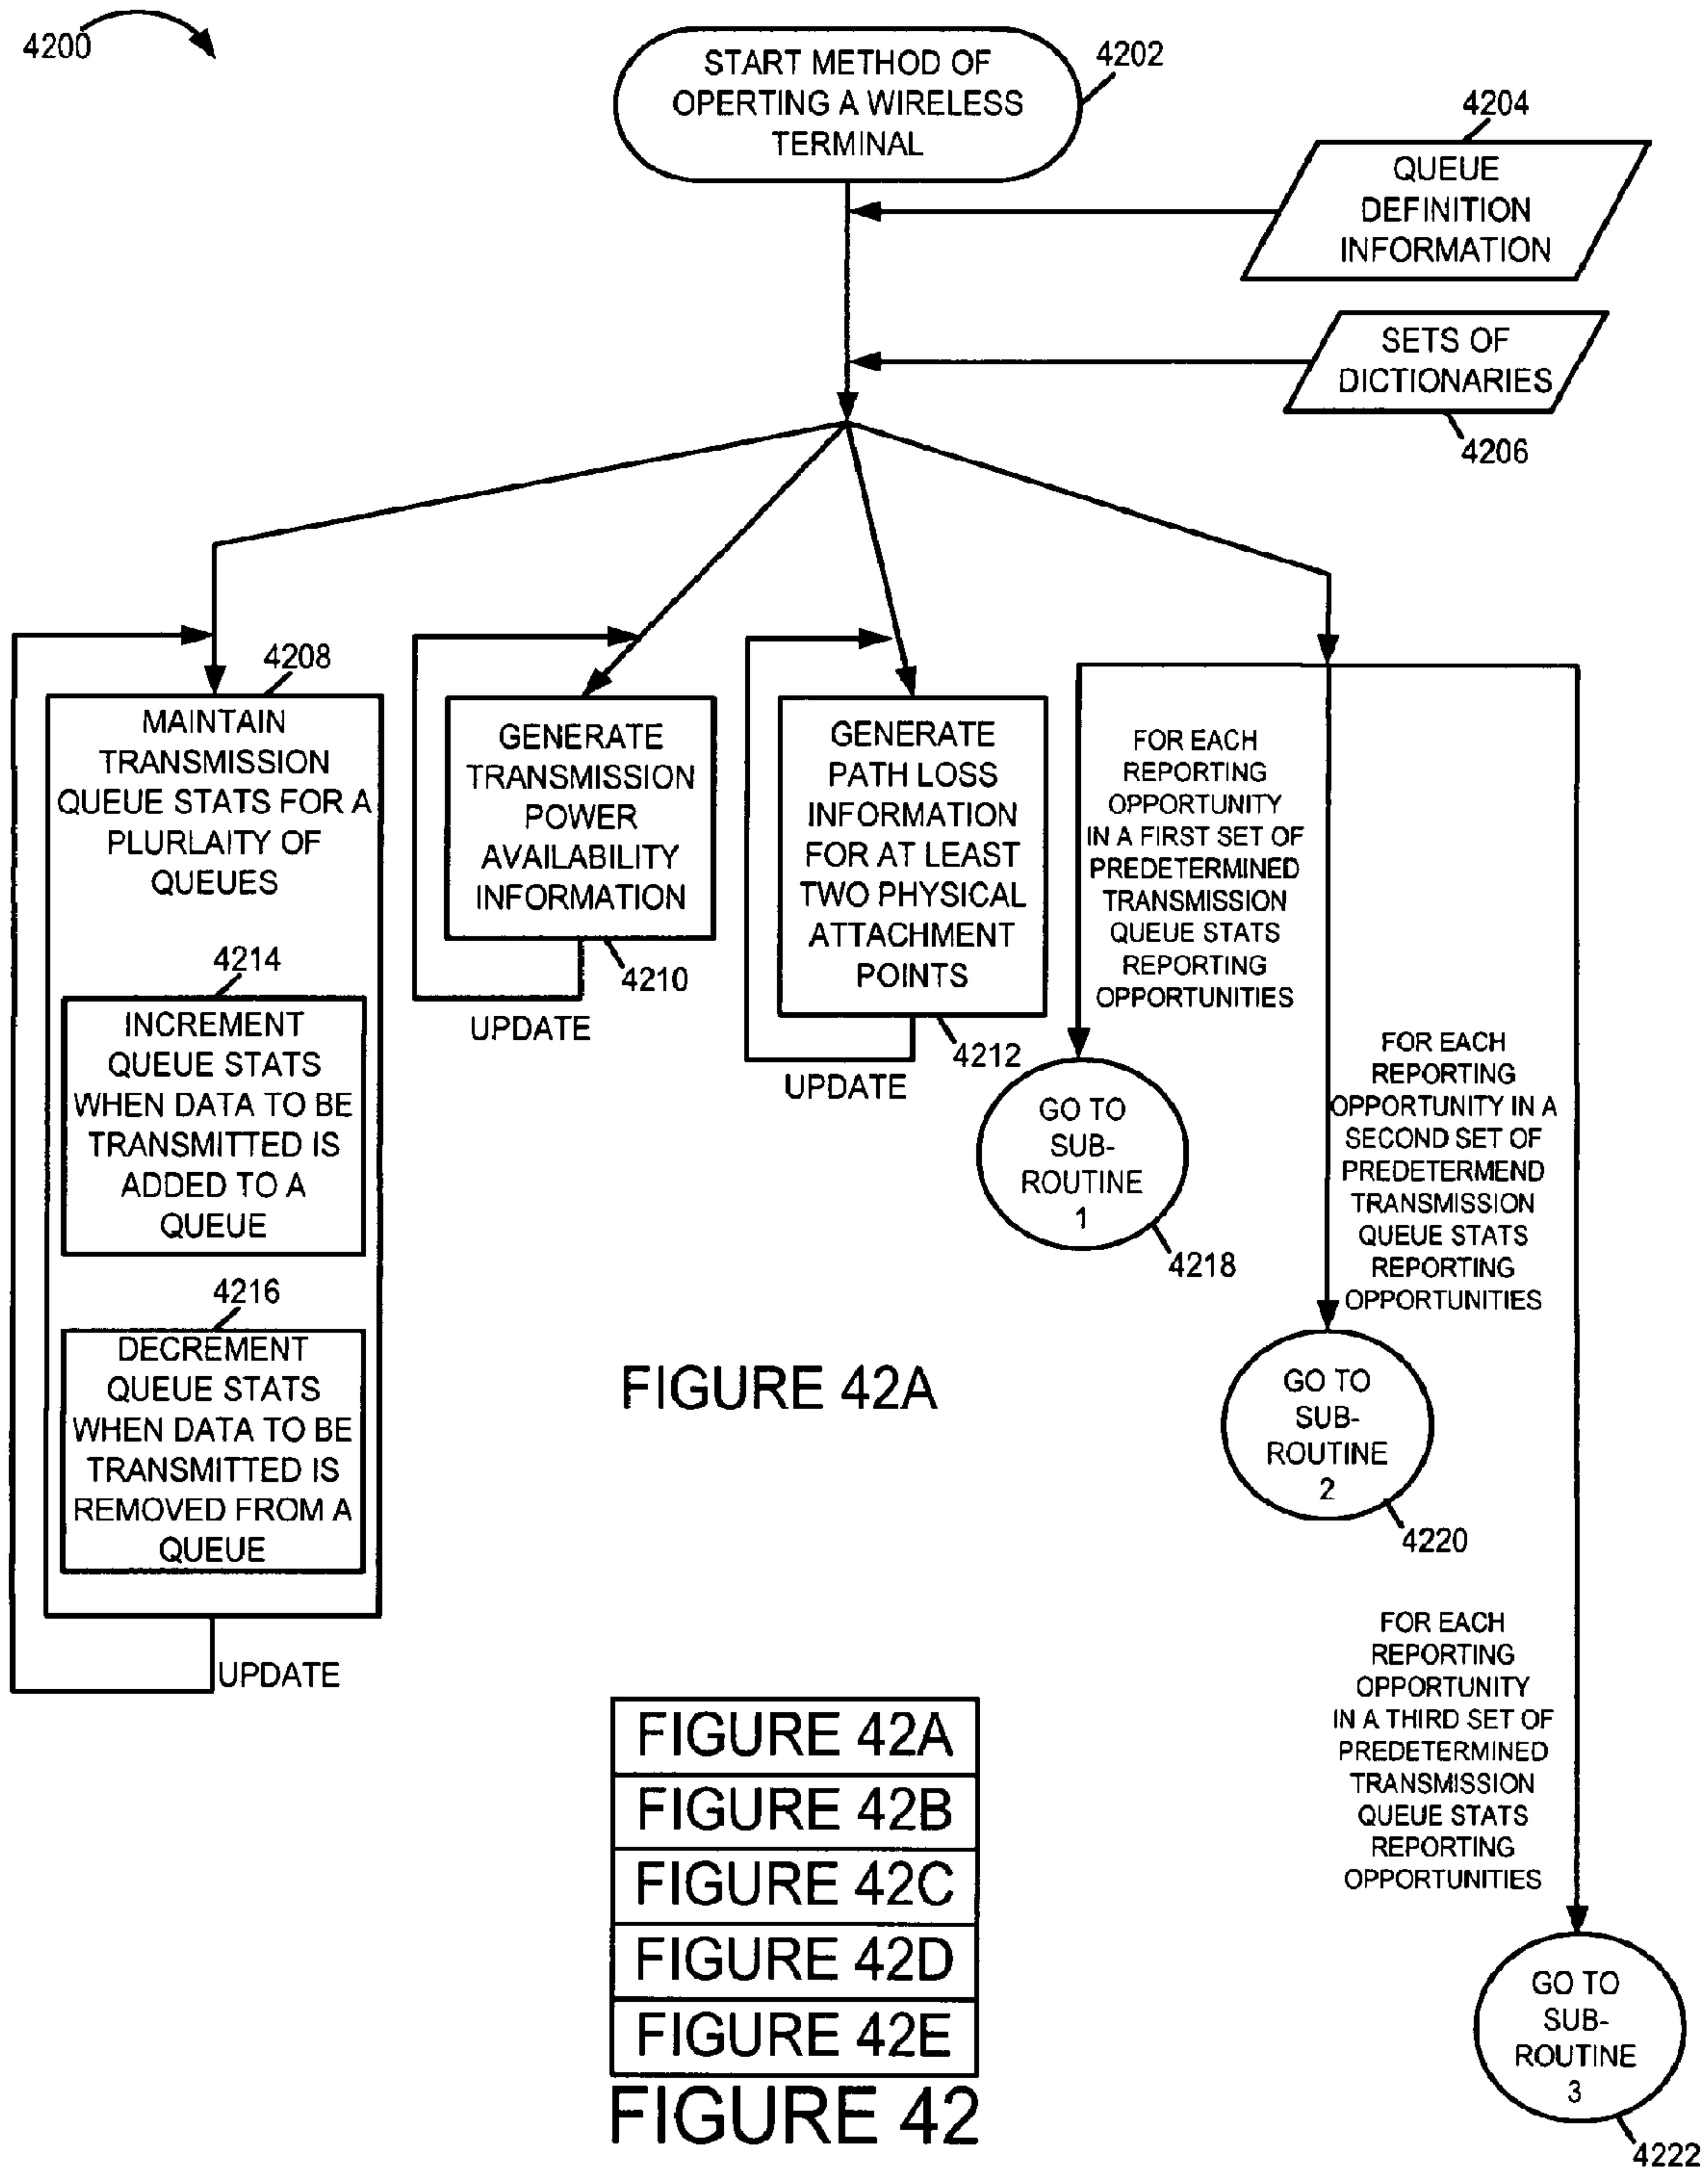 4200
START METHOD OF
OPERTING A WIRELESS
TERMINAL
4202
4204
QUEUE
DEFINITION
INFORMATION
SETS OF
DICTIONARIES
4206
4208
MAINTAIN
TRANSMISSION
QUEUE STATS FOR A
PLURLAITY OF
QUEUES
4214
INCREMENT
QUEUE STATS
WHEN DATA TO BE
TRANSMITTED IS
ADDED TO A
QUEUE
4216
DECREMENT
QUEUE STATS
WHEN DATA TO BE
TRANSMITTED IS
REMOVED FROM A
QUEUE
UPDATE
GENERATE
TRANSMISSION
POWER
AVAILABILITY
INFORMATION
4210
UPDATE
GENERATE
PATH LOSS
INFORMATION
FOR AT LEAST
TWO PHYSICAL
ATTACHMENT
POINTS
4212
UPDATE
FOR EACH
REPORTING
OPPORTUNITY
IN A FIRST SET OF
PREDETERMINED
TRANSMISSION
QUEUE STATS
REPORTING
OPPORTUNITIES
GO TO
SUB-
ROUTINE
1
4218
FOR EACH
REPORTING
OPPORTUNITY IN A
SECOND SET OF
PREDETERMEND
TRANSMISSION
QUEUE STATS
REPORTING
OPPORTUNITIES
GO TO
SUB-
ROUTINE
2
4220
FOR EACH
REPORTING
OPPORTUNITY
IN A THIRD SET OF
PREDETERMINED
TRANSMISSION
QUEUE STATS
REPORTING
OPPORTUNITIES
GO TO
SUB-
ROUTINE
3
4222
FIGURE 42A
FIGURE 42A
FIGURE 42B
FIGURE 42C
FIGURE 42D
FIGURE 42E
FIGURE 42